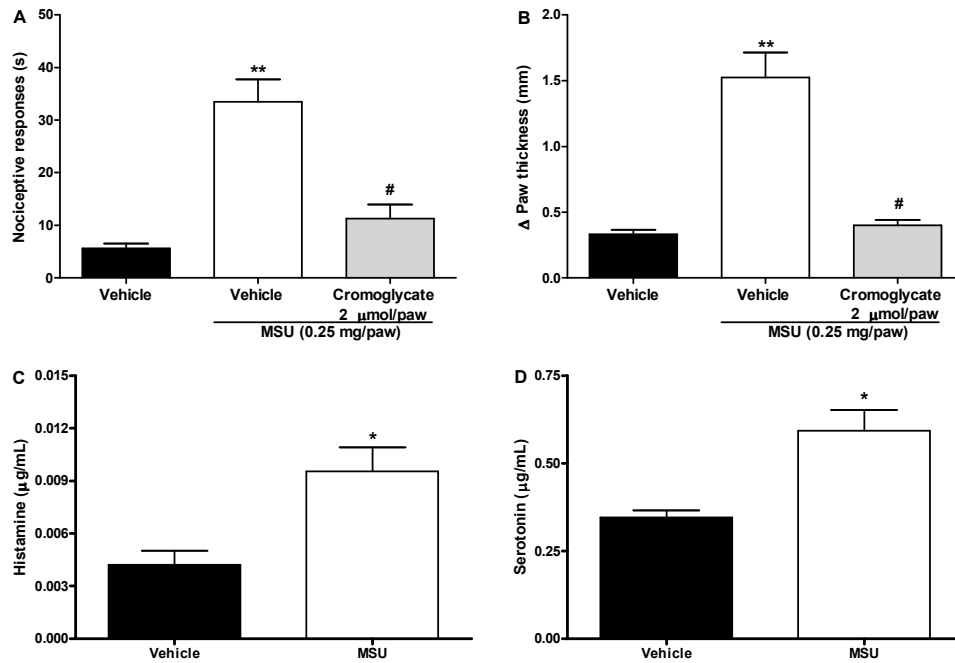 A
Nociceptive responses (s)
50
40
30
20
10
0
**
#
Vehicle
Vehicle
Cromoglycate
2 μmol/paw
MSU (0.25 mg/paw)
B
Δ Paw thickness (mm)
2.0
1.5
1.0
0.5
0.0
**
#
Vehicle
Vehicle
Cromoglycate
2 μmol/paw
MSU (0.25 mg/paw)
C
Histamine (μg/mL)
0.015
0.012
0.009
0.006
0.003
0.000
*
Vehicle
MSU
D
Serotonin (μg/mL)
0.75
0.50
0.25
0.00
*
Vehicle
MSU